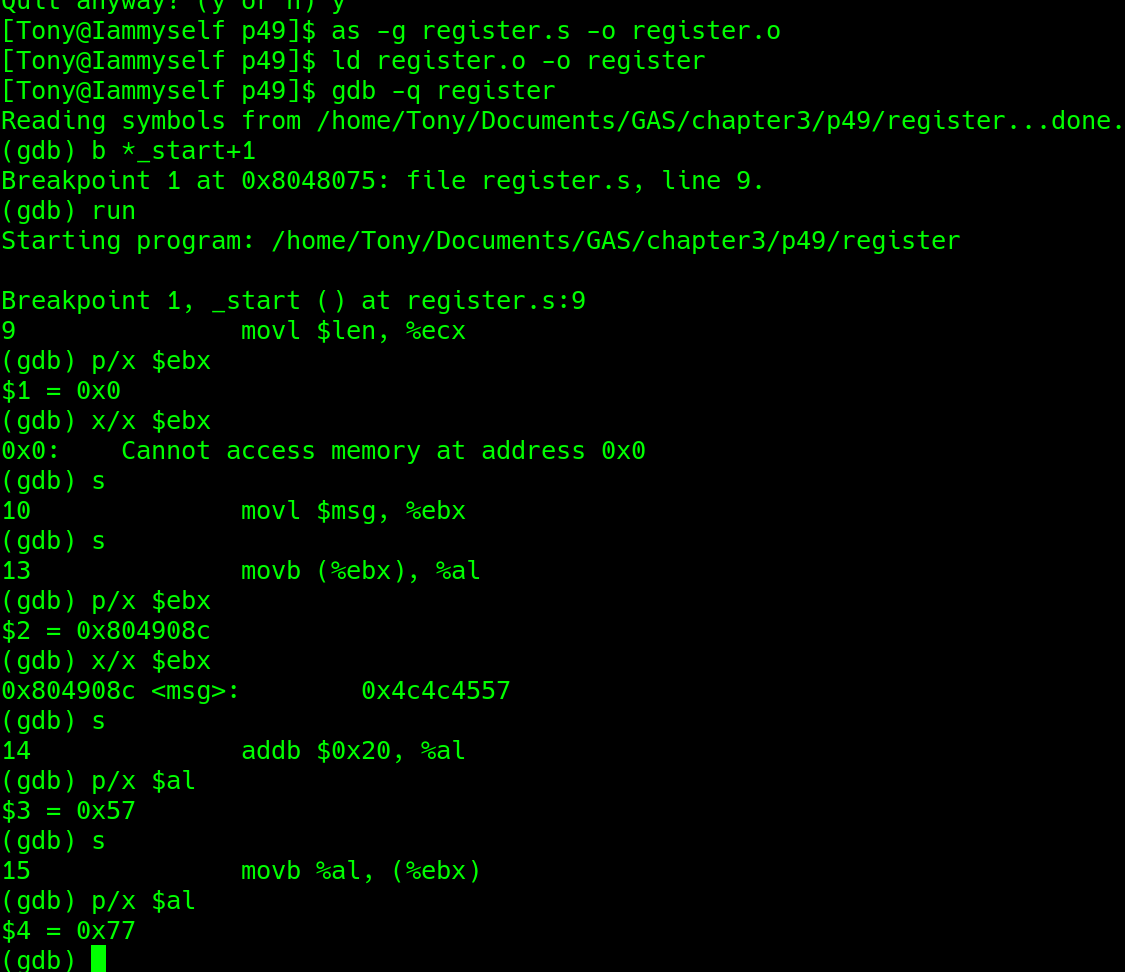 Quit anyway? (y or n) y
[Tony@Iammyself p49]$ as -g register.s -o register.o
[Tony@Iammyself p49]$ ld register.o -o register
[Tony@Iammyself p49]$ gdb -q register
Reading symbols from /home/Tony/Documents/GAS/chapter3/p49/register...done.
(gdb) b *_start+1
Breakpoint 1 at 0x8048075: file register.s, line 9.
(gdb) run
Starting program: /home/Tony/Documents/GAS/chapter3/p49/register
Breakpoint 1, _start () at register.s:9
9               movl $len, %ecx
(gdb) p/x $ebx
$1 = 0x0
(gdb) x/x $ebx
0x0:    Cannot access memory at address 0x0
(gdb) s
10              movl $msg, %ebx
(gdb) s
13              movb (%ebx), %al
(gdb) p/x $ebx
$2 = 0x804908c
(gdb) x/x $ebx
0x804908c <msg>:        0x4c4c4557
(gdb) s
14              addb $0x20, %al
(gdb) p/x $al
$3 = 0x57
(gdb) s
15              movb %al, (%ebx)
(gdb) p/x $al
$4 = 0x77
(gdb)